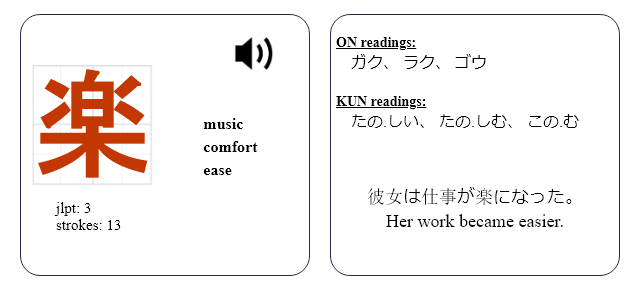 楽
music
comfort
ease
jlpt: 3
strokes: 13
ON readings:
ガク、 ラク、 ゴウ
KUN readings:
たの.しい、 たの.しむ、 この.む
彼女は仕事が楽になった。
Her work became easier.